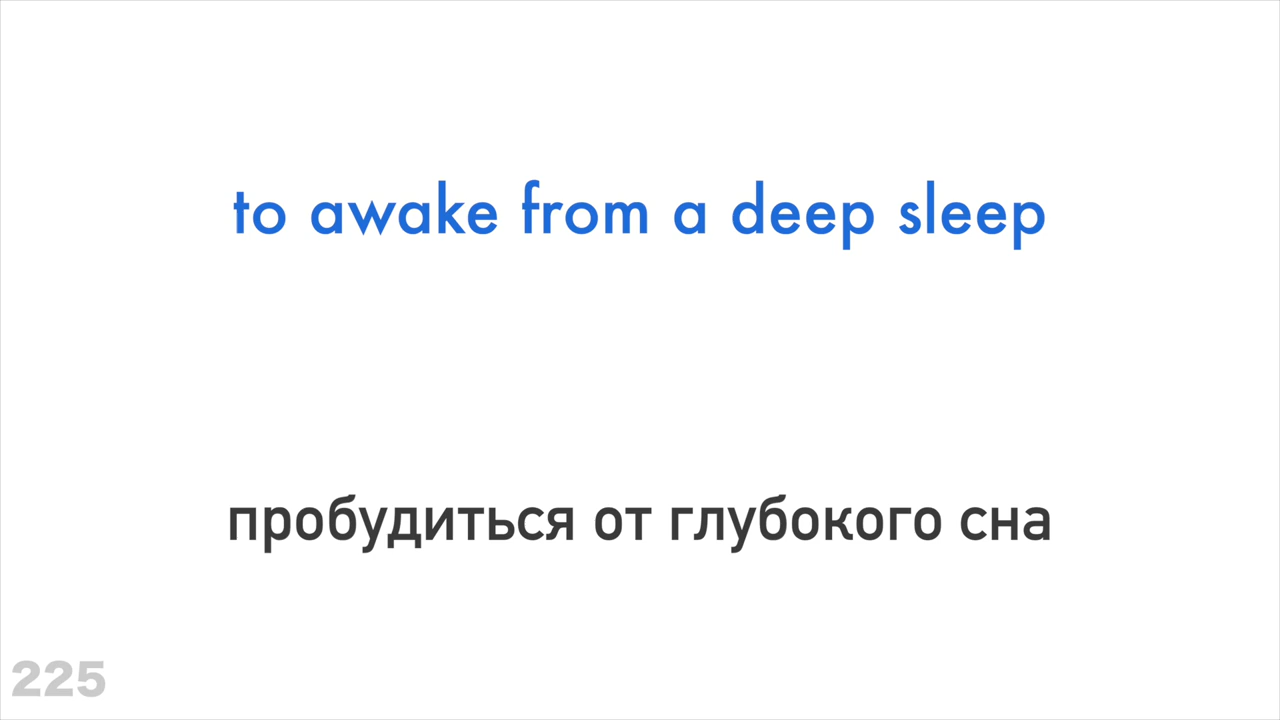 to awake from a deep sleep
пробудиться от глубокого сна
225